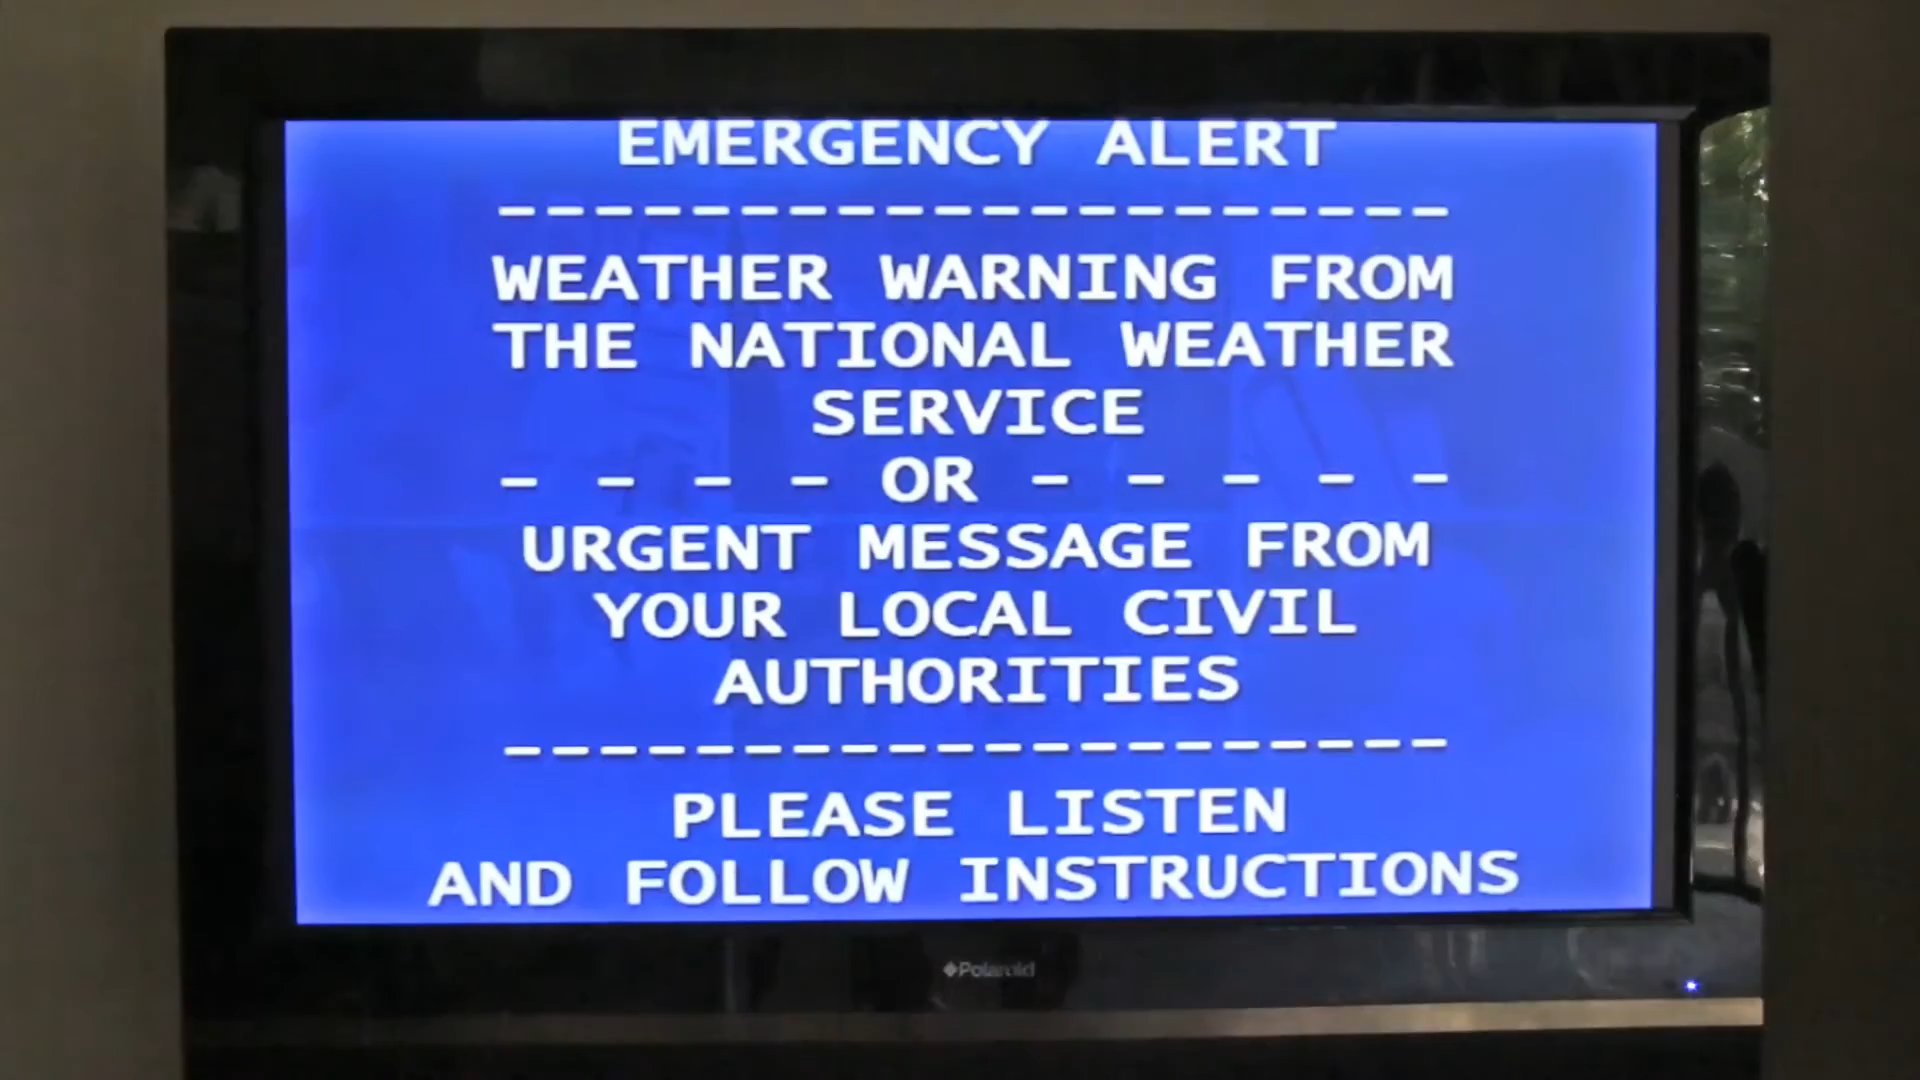 EMERGENCY ALERT
--------------------
WEATHER WARNING FROM
THE NATIONAL WEATHER
SERVICE
- - - - OR - - - - -
URGENT MESSAGE FROM
YOUR LOCAL CIVIL
AUTHORITIES
--------------------
PLEASE LISTEN
AND FOLLOW INSTRUCTIONS
Polaroid